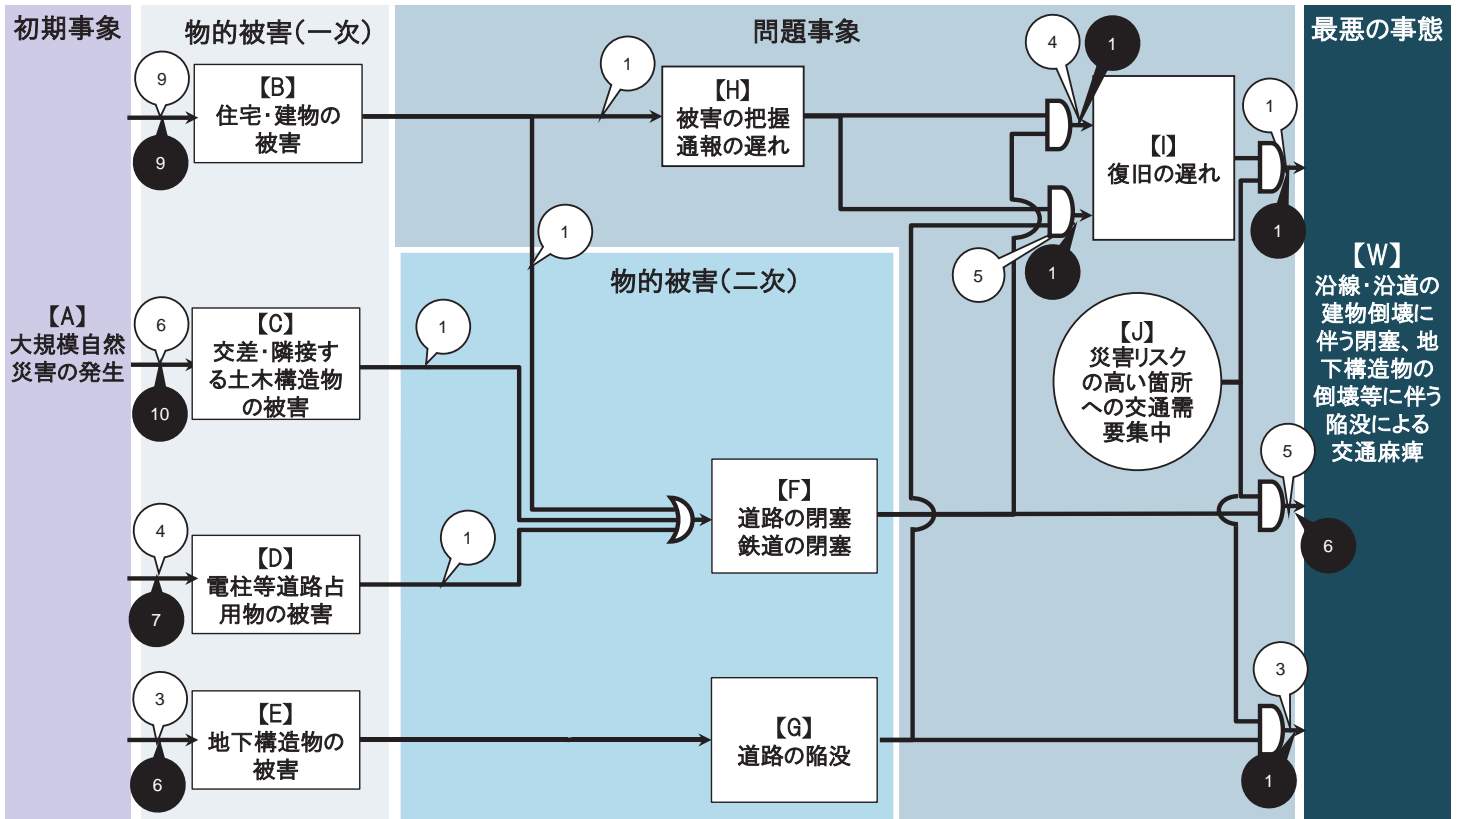 初期事象
物的被害（一次）
問題事象
最悪の事態
【A】
大規模自然
災害の発生
9
9
【B】
住宅・建物の
被害
6
10
【C】
交差・隣接す
る土木構造物
の被害
4
7
【D】
電柱等道路占
用物の被害
3
6
【E】
地下構造物の
被害
1
1
1
1
物的被害（二次）
【F】
道路の閉塞
鉄道の閉塞
【G】
道路の陥没
【H】
被害の把握
通報の遅れ
4
1
5
1
【I】
復旧の遅れ
【J】
災害リスク
の高い箇所
への交通需
要集中
1
1
5
6
3
1
【W】
沿線・沿道の
建物倒壊に
伴う閉塞、地
下構造物の
倒壊等に伴う
陥没による
交通麻痺